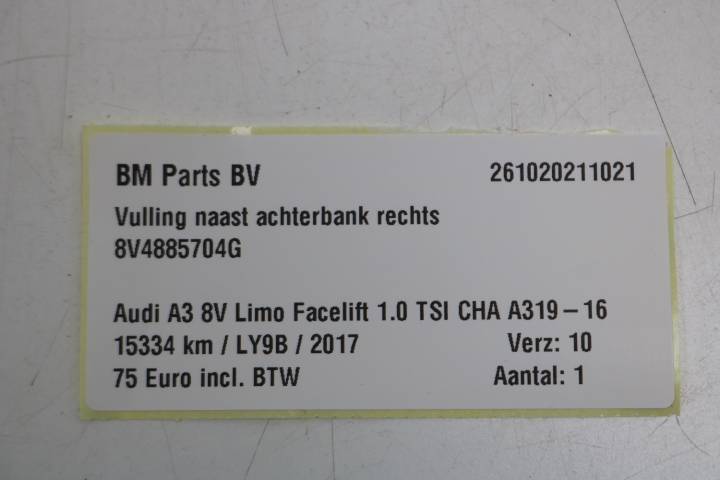 BM Parts BV 261020211021
Vulling naast achterbank rechts
8V4885704G
Audi A3 8V Limo Facelift 1.0 TSI CHA A319 – 16
15334 km / LY9B / 2017 Verz: 10
75 Euro incl. BTW Aantal: 1